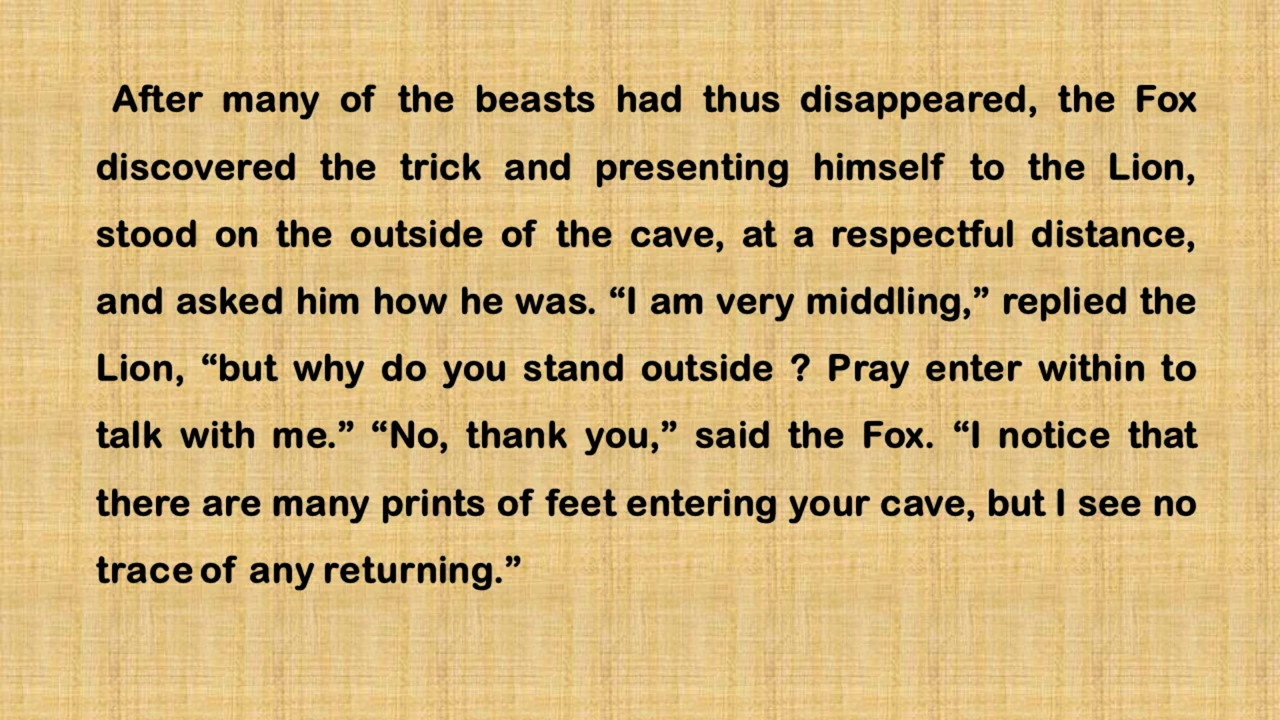 After many of the beasts had thus disappeared, the Fox
discovered the trick and presenting himself to the Lion,
stood on the outside of the cave, at a respectful distance,
and asked him how he was. “I am very middling,” replied the
Lion, “but why do you stand outside ? Pray enter within to
talk with me.” “No, thank you,” said the Fox. “I notice that
there are many prints of feet entering your cave, but I see no
trace of any returning.”